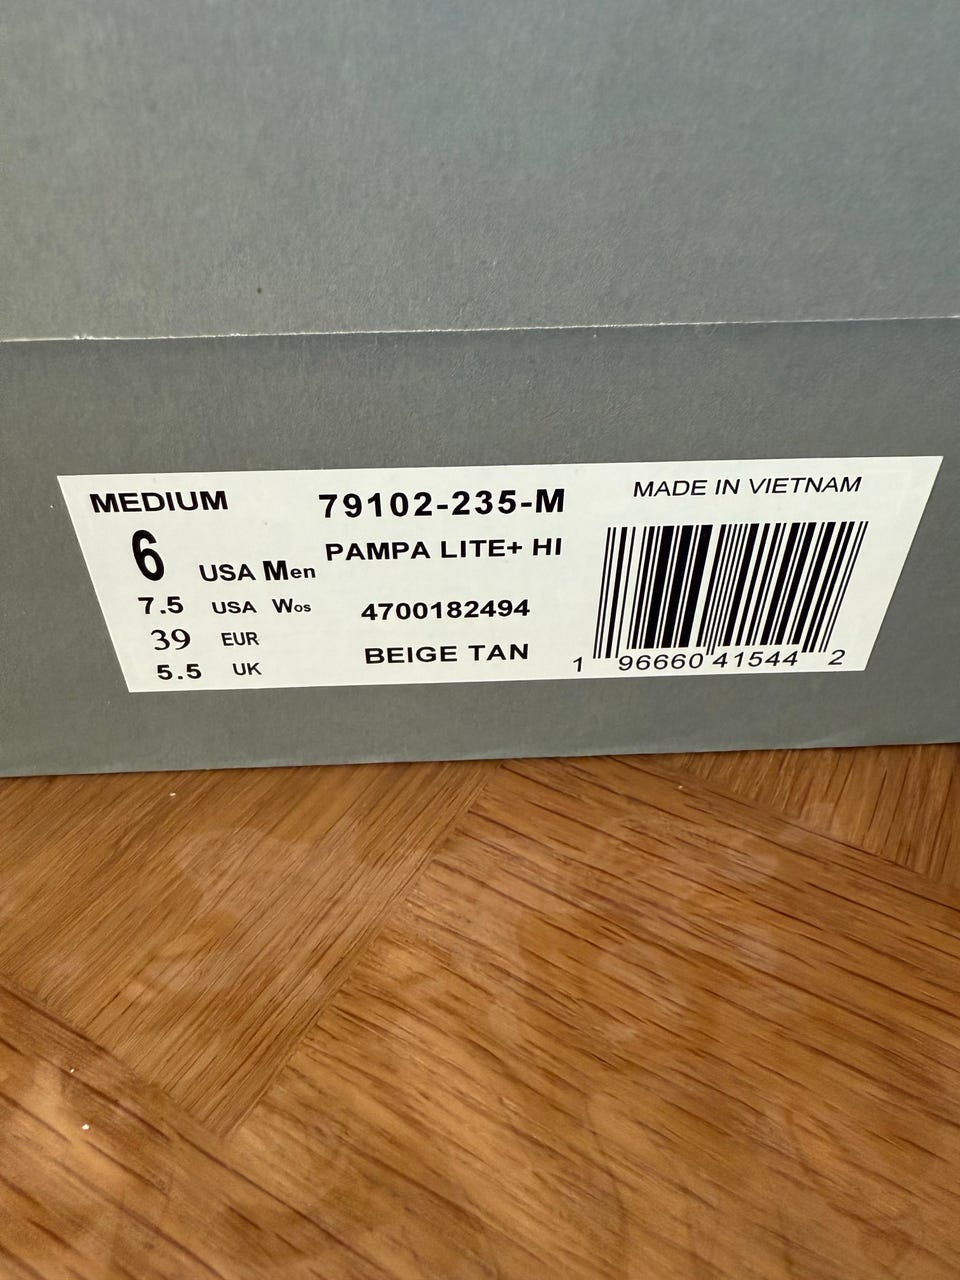 MEDIUM
6 USA Men
7.5 USA Wos
39 EUR
5.5 UK
79102-235-M
PAMPA LITE+ HI
4700182494
BEIGE TAN
MADE IN VIETNAM
1 96660 41544 2